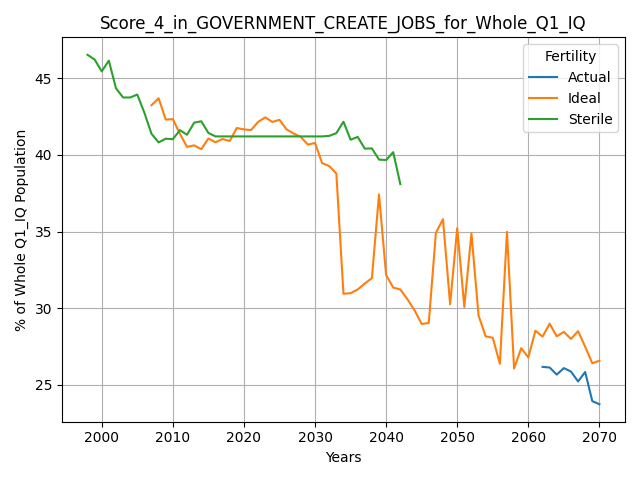 Score_4_in_GOVERNMENT_CREATE_JOBS_for_Whole_Q1_IQ
Fertility
Actual
Ideal
Sterile
% of Whole Q1_IQ Population
45
40
35
30
25
2000 2010 2020 2030 2040 2050 2060 2070
Years